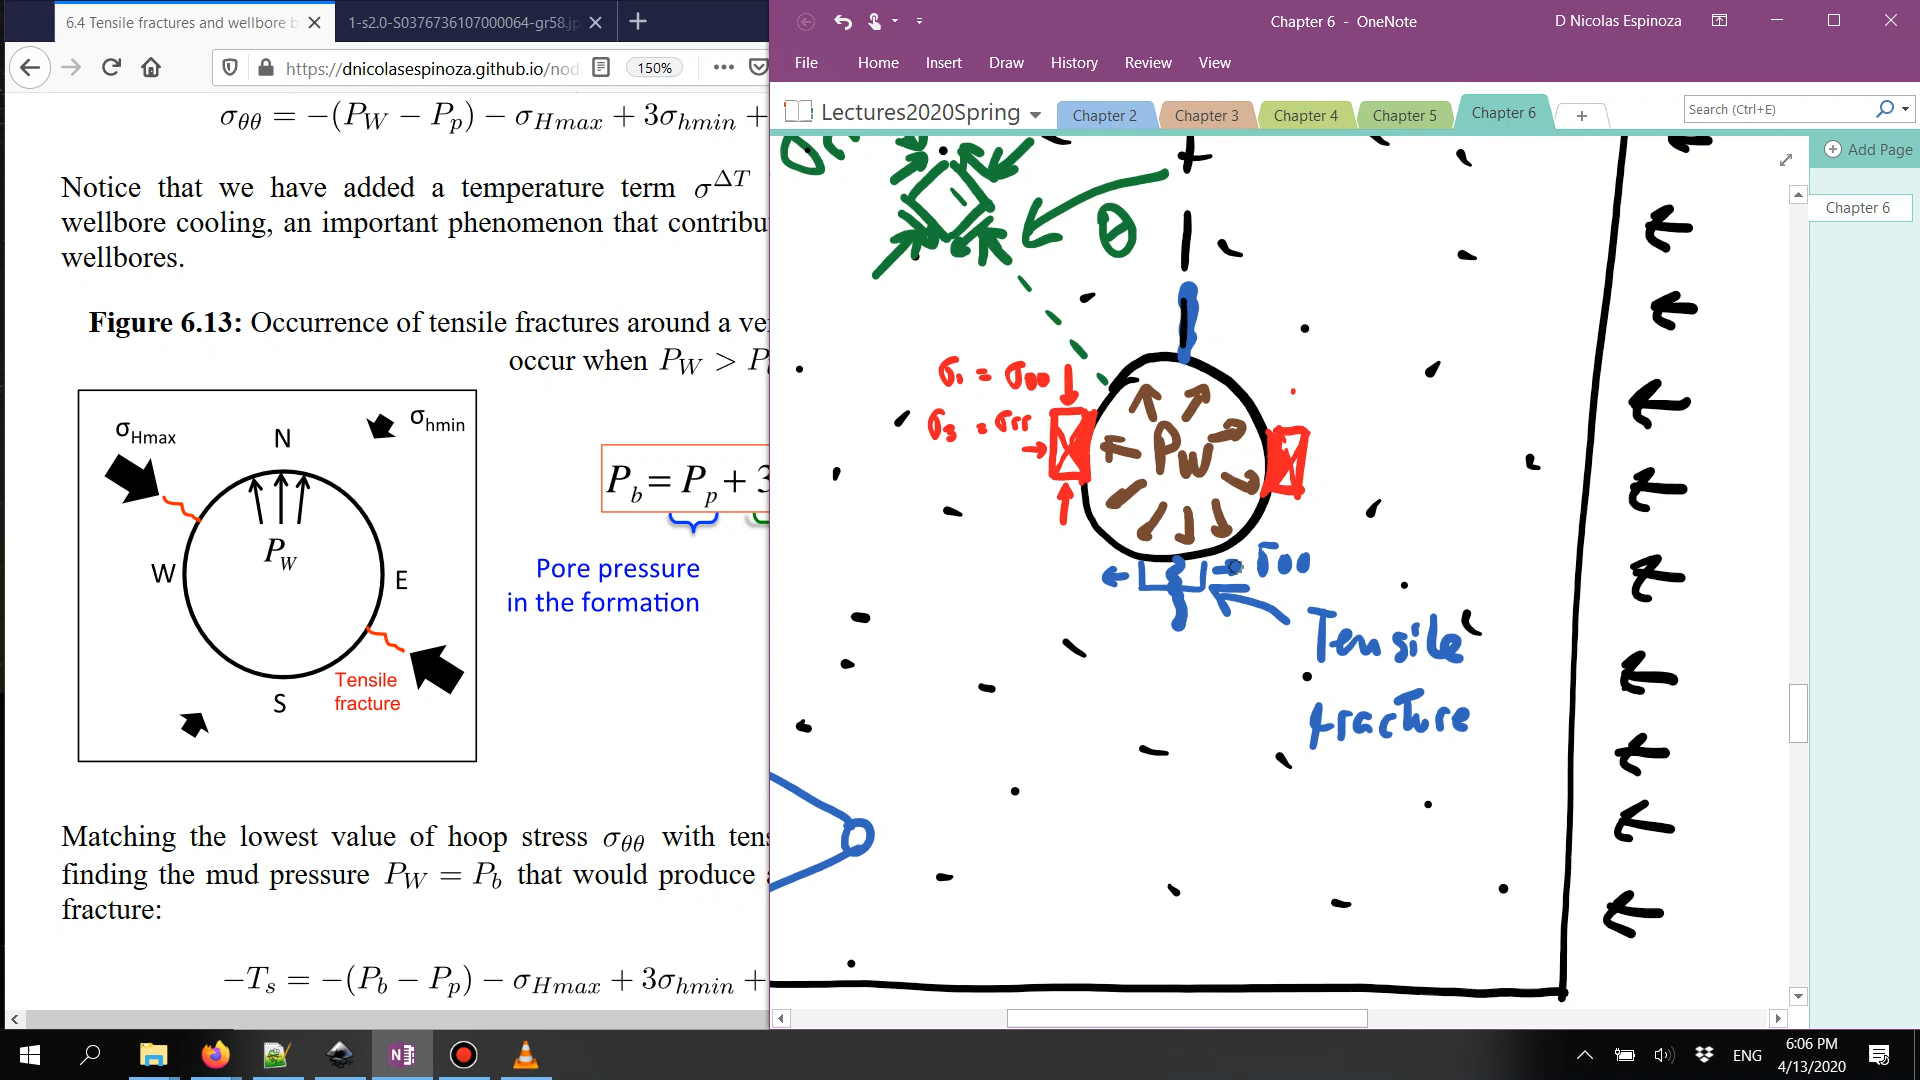 6.4 Tensile fractures and wellbore b
1-s2.0-S0376736107000064-gr58.jp
https://dnicolasespinoza.github.io/nod
150%
σθθ = −(PW − Pp) − σHmax + 3σhmin +
Notice that we have added a temperature term σ^ΔT
wellbore cooling, an important phenomenon that contribu
wellbores.
Figure 6.13: Occurrence of tensile fractures around a ve
occur when PW > P
σHmax
N
σhmin
PW
W
E
S
Tensile
fracture
Pb = Pp + 3
Pore pressure
in the formation
Matching the lowest value of hoop stress σθθ with tens
finding the mud pressure PW = Pb that would produce a
fracture:
−Ts = −(Pb − Pp) − σHmax + 3σhmin +
Chapter 6 - OneNote
D Nicolas Espinoza
File Home Insert Draw History Review View
Lectures2020Spring
Chapter 2
Chapter 3
Chapter 4
Chapter 5
Chapter 6
+
Search (Ctrl+E)
Add Page
Chapter 6
θ
σ1 = σθθ
σ3 = σrr
PW
σθθ
Tensile
fracture
ENG
6:06 PM
4/13/2020